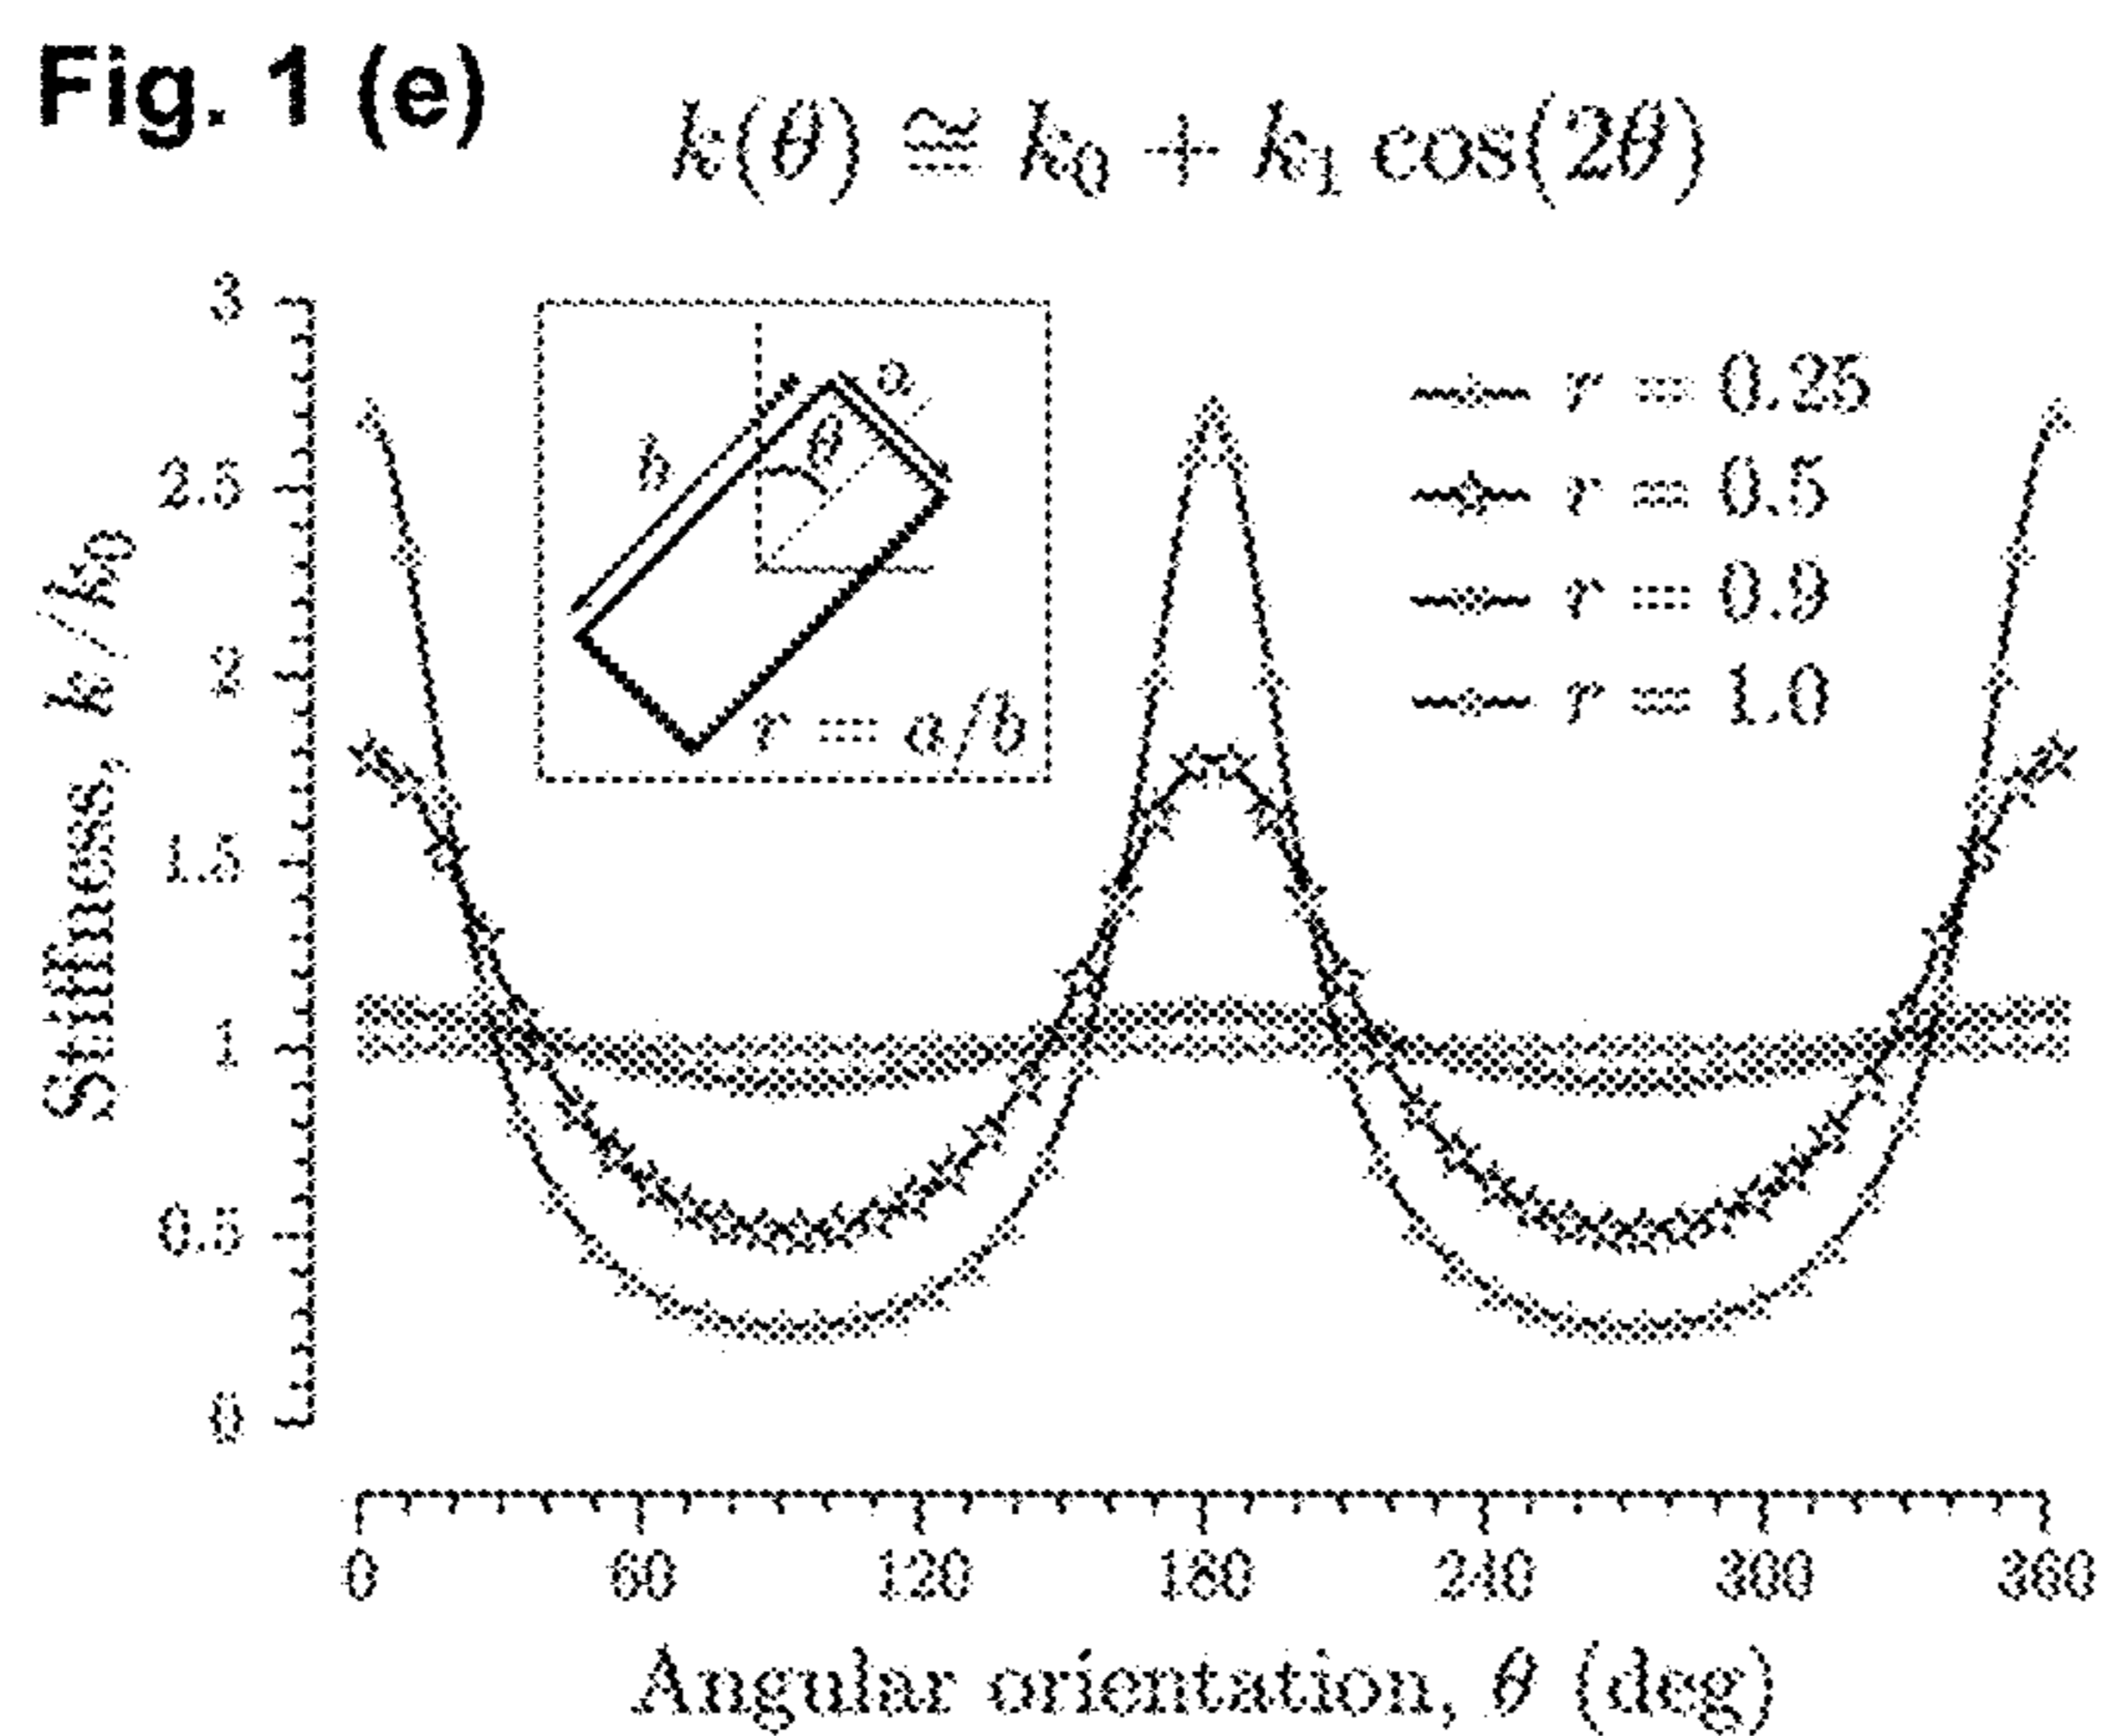 Fig. 1 (e)
k(θ) ≅ k₀ + k₁ cos(2θ)
3
2.5
2
1.5
1
0.5
0
Stiffness, k//k₀
b
a
θ
r = a/b
r = 0.25
r = 0.5
r = 0.9
r = 1.0
0 60 120 180 240 300 360
Angular orientation, θ (deg)